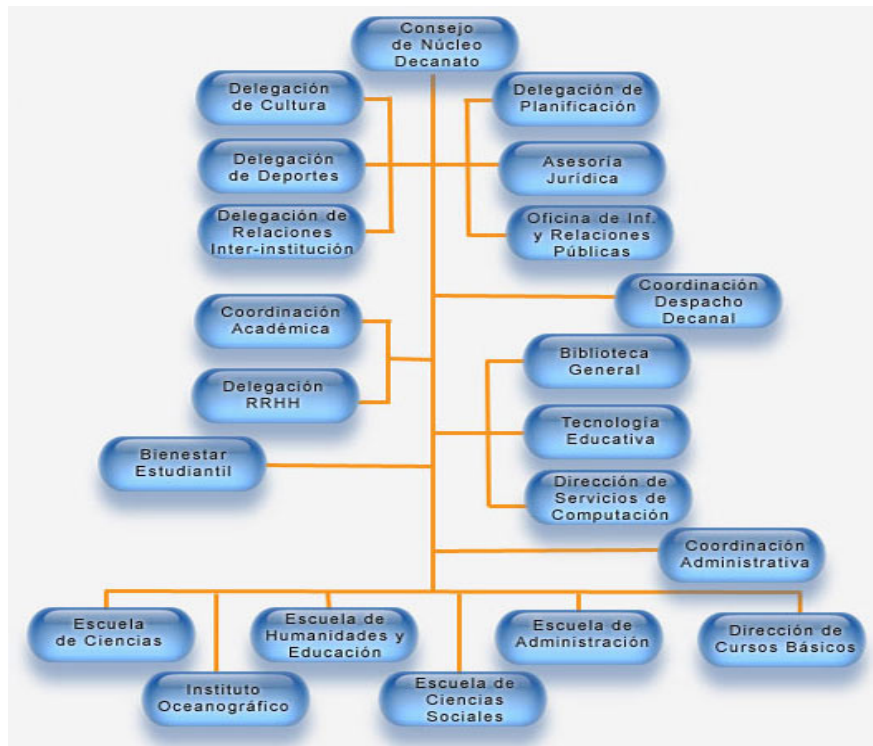 Consejo
de Núcleo
Decanato
Delegación
de Cultura
Delegación de
Planificación
Delegación
de Deportes
Asesoría
Jurídica
Delegación de
Relaciones
Inter-institución
Oficina de Inf.
y Relaciones
Públicas
Coordinación
Despacho
Decanal
Coordinación
Académica
Biblioteca
General
Delegación
RRHH
Tecnología
Educativa
Bienestar
Estudiantil
Dirección de
Servicios de
Computación
Coordinación
Administrativa
Escuela
de Ciencias
Escuela de
Humanidades y
Educación
Escuela de
Administración
Dirección de
Cursos Básicos
Instituto
Oceanográfico
Escuela de
Ciencias
Sociales